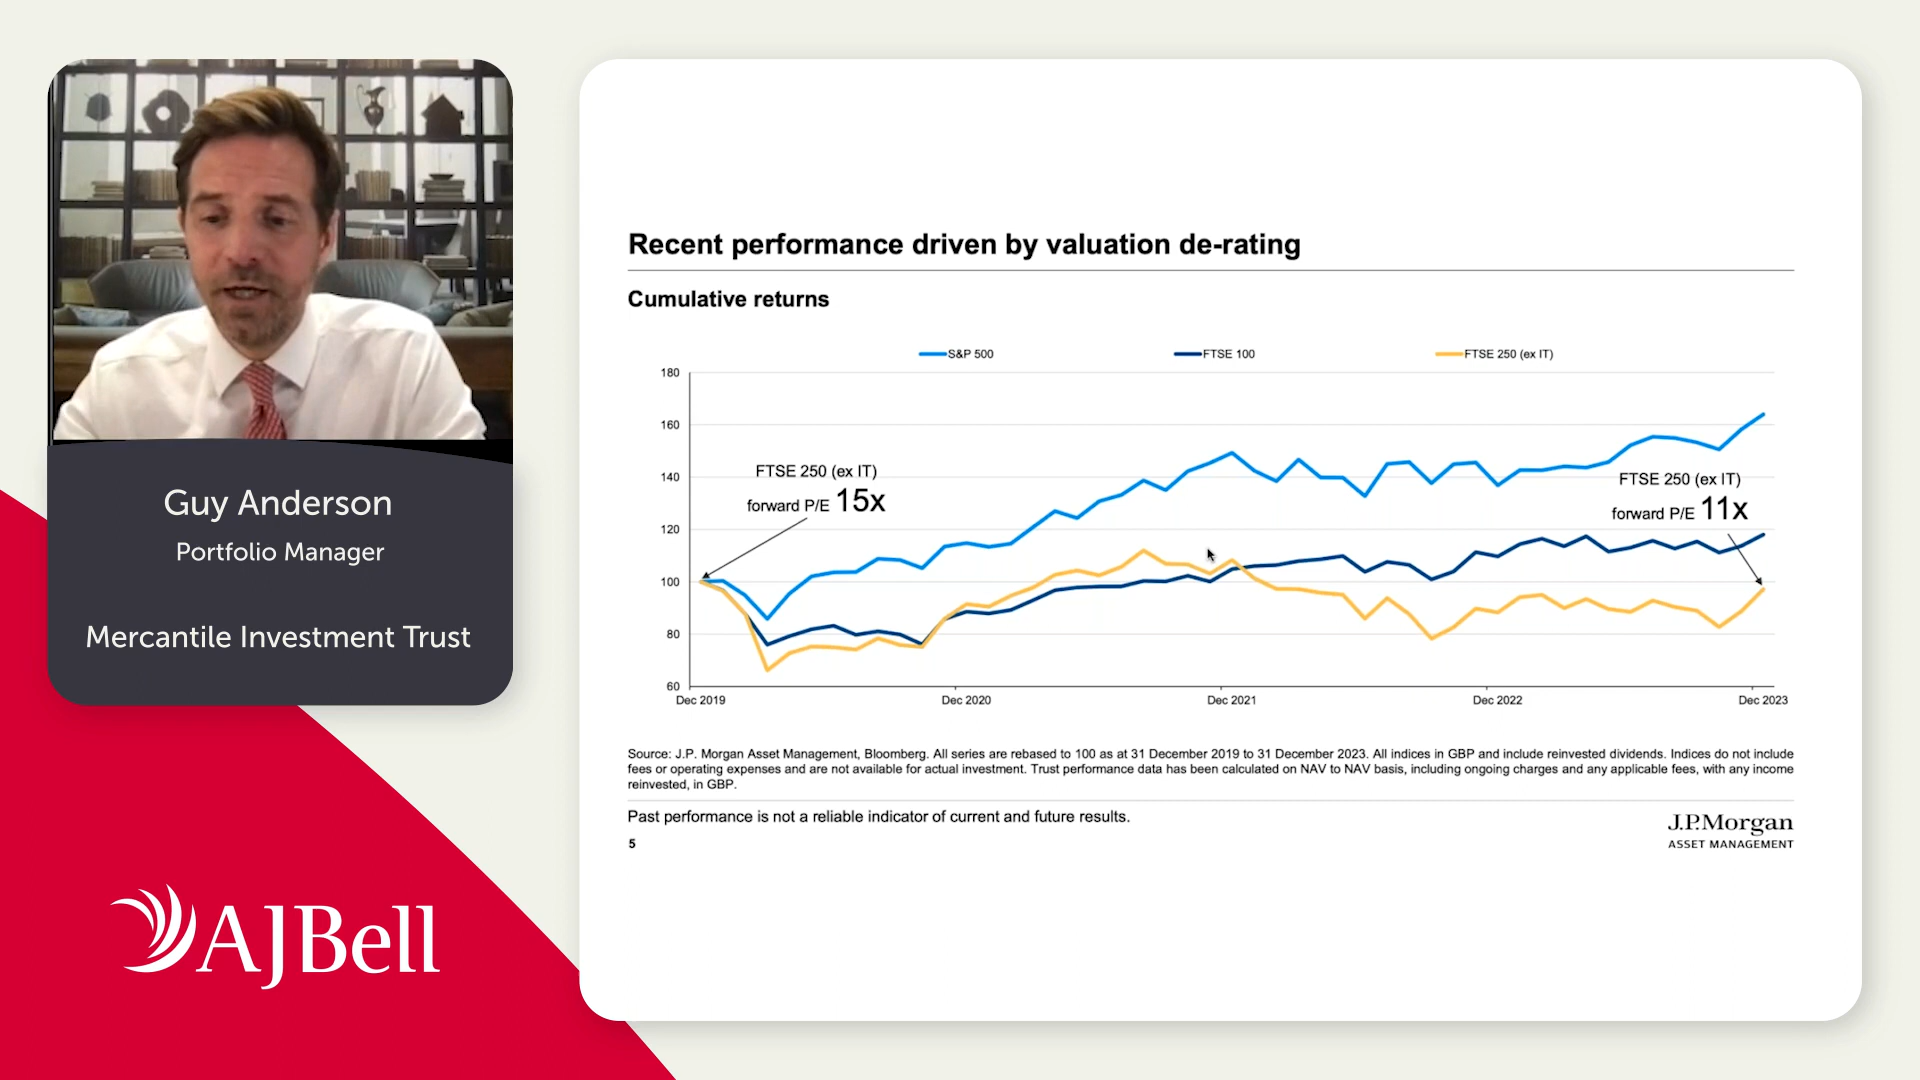 Guy Anderson
Portfolio Manager
Mercantile Investment Trust
AJBell
Recent performance driven by valuation de-rating
Cumulative returns
S&P 500
FTSE 100
FTSE 250 (ex IT)
180
160
140
120
100
80
60
FTSE 250 (ex IT)
forward P/E 15x
FTSE 250 (ex IT)
forward P/E 11x
Dec 2019
Dec 2020
Dec 2021
Dec 2022
Dec 2023
Source: J.P. Morgan Asset Management, Bloomberg. All series are rebased to 100 as at 31 December 2019 to 31 December 2023. All indices in GBP and include reinvested dividends. Indices do not include
fees or operating expenses and are not available for actual investment. Trust performance data has been calculated on NAV to NAV basis, including ongoing charges and any applicable fees, with any income
reinvested, in GBP.
Past performance is not a reliable indicator of current and future results.
5
J.P.Morgan
ASSET MANAGEMENT